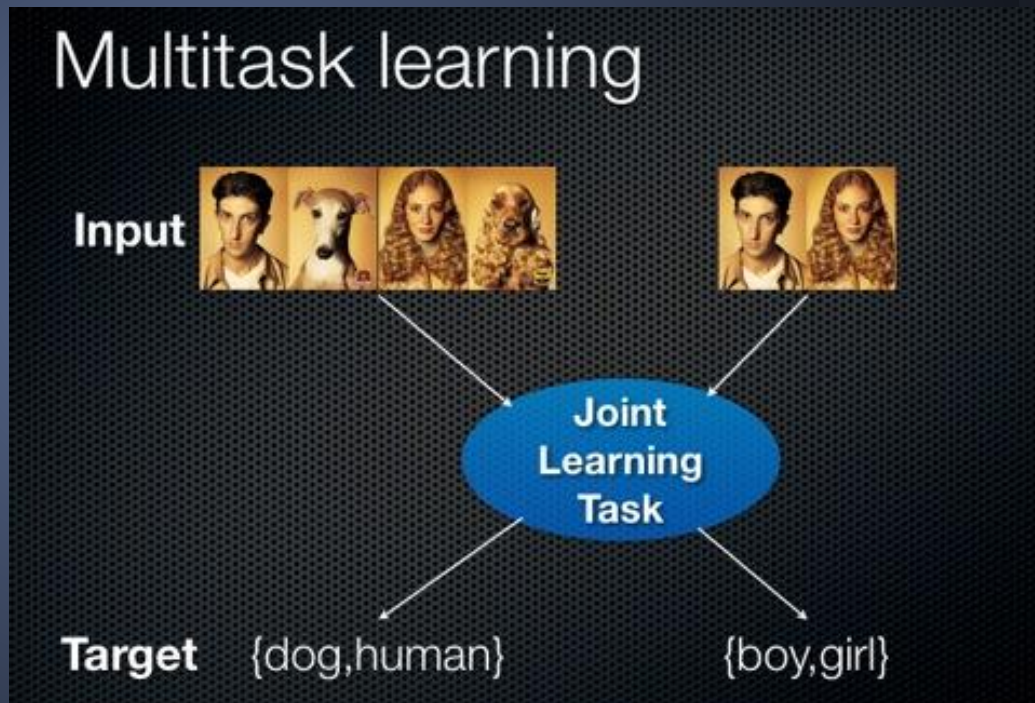 Multitask learning
Input
Joint
Learning
Task
Target {dog,human} {boy,girl}